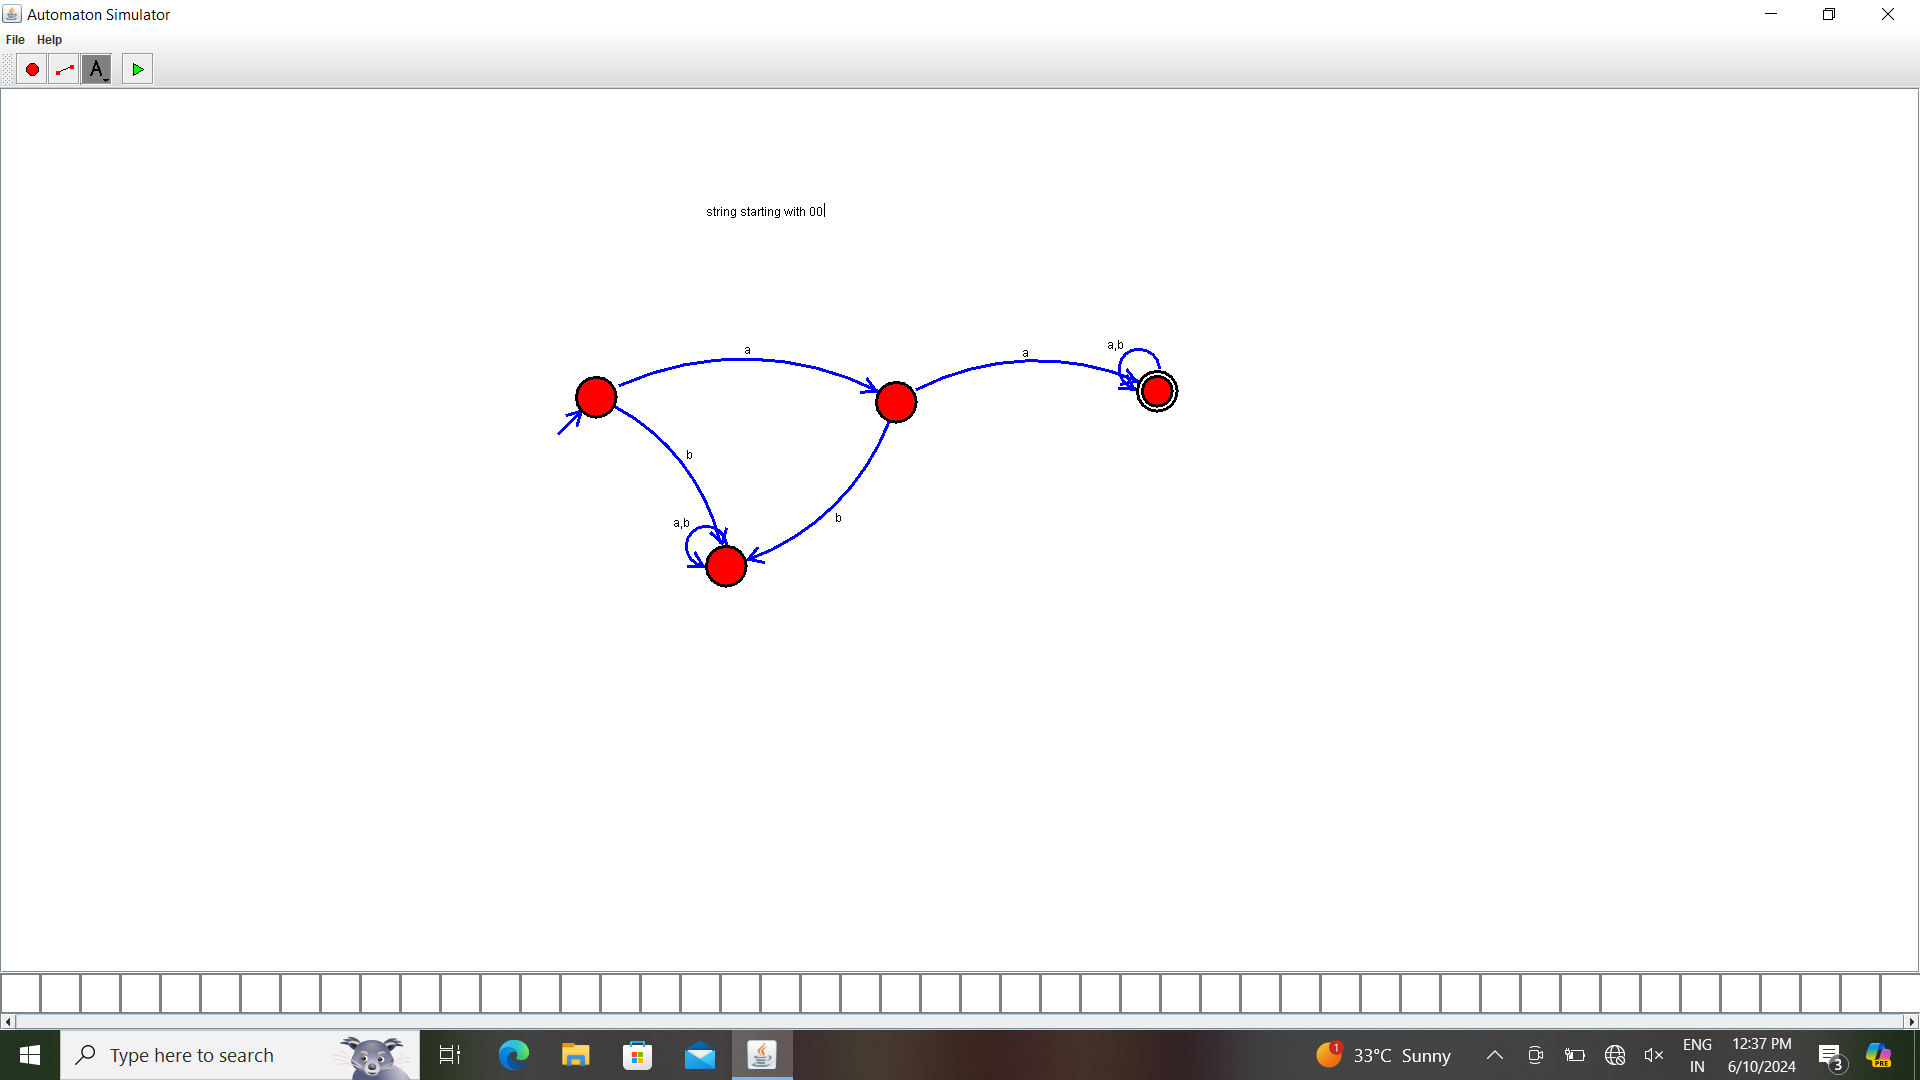 Automaton Simulator
File Help
A
string starting with 00
a
a
a,b
b
a,b
b
Type here to search
1
33°C Sunny
ENG
IN
12:37 PM
6/10/2024
3
PRE